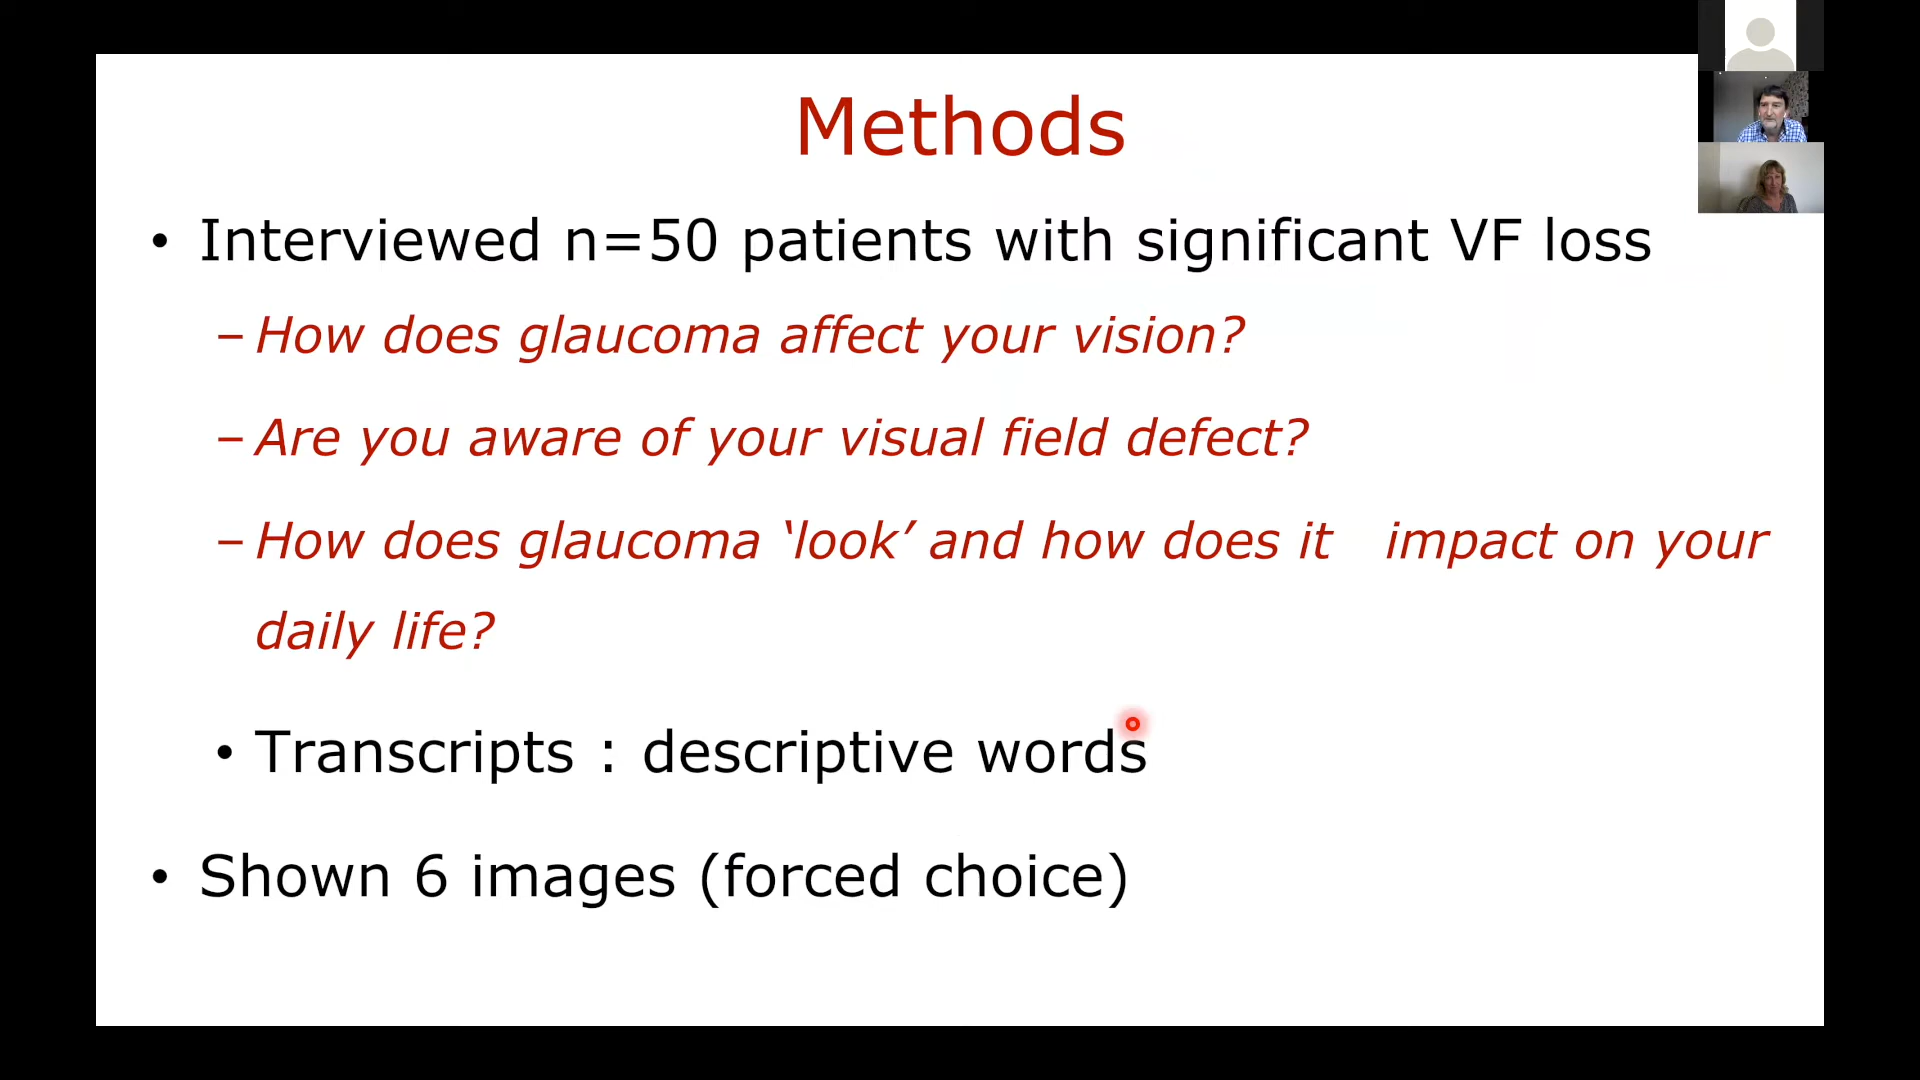 Methods
• Interviewed n=50 patients with significant VF loss
– How does glaucoma affect your vision?
– Are you aware of your visual field defect?
– How does glaucoma ‘look’ and how does it   impact on your
daily life?
• Transcripts : descriptive words
• Shown 6 images (forced choice)